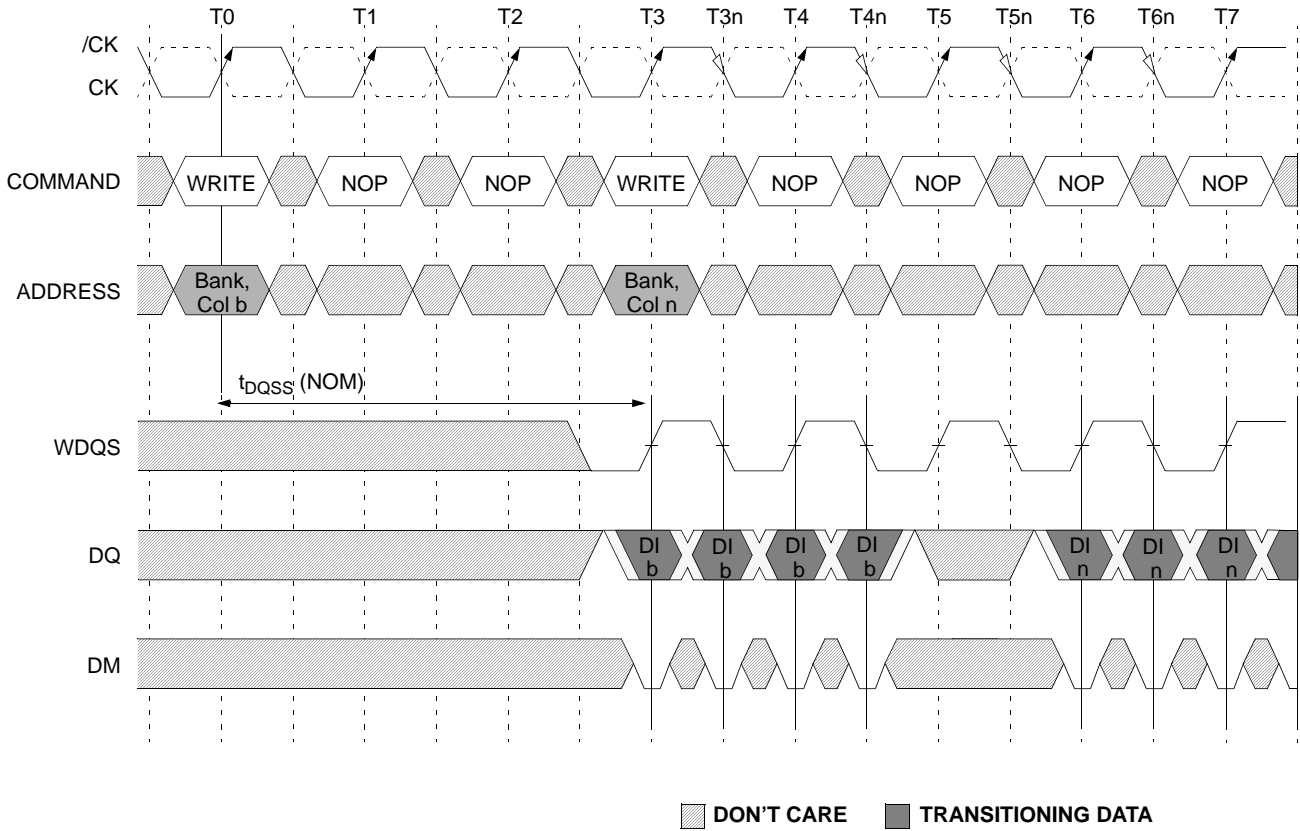 T0 T1 T2 T3 T3n T4 T4n T5 T5n T6 T6n T7
/CK
CK
COMMAND WRITE NOP NOP WRITE NOP NOP NOP NOP
ADDRESS Bank, Col b Bank, Col n
tDQSS (NOM)
WDQS
DQ DI b DI b DI b DI b DI n DI n DI n
DM
DON'T CARE TRANSITIONING DATA